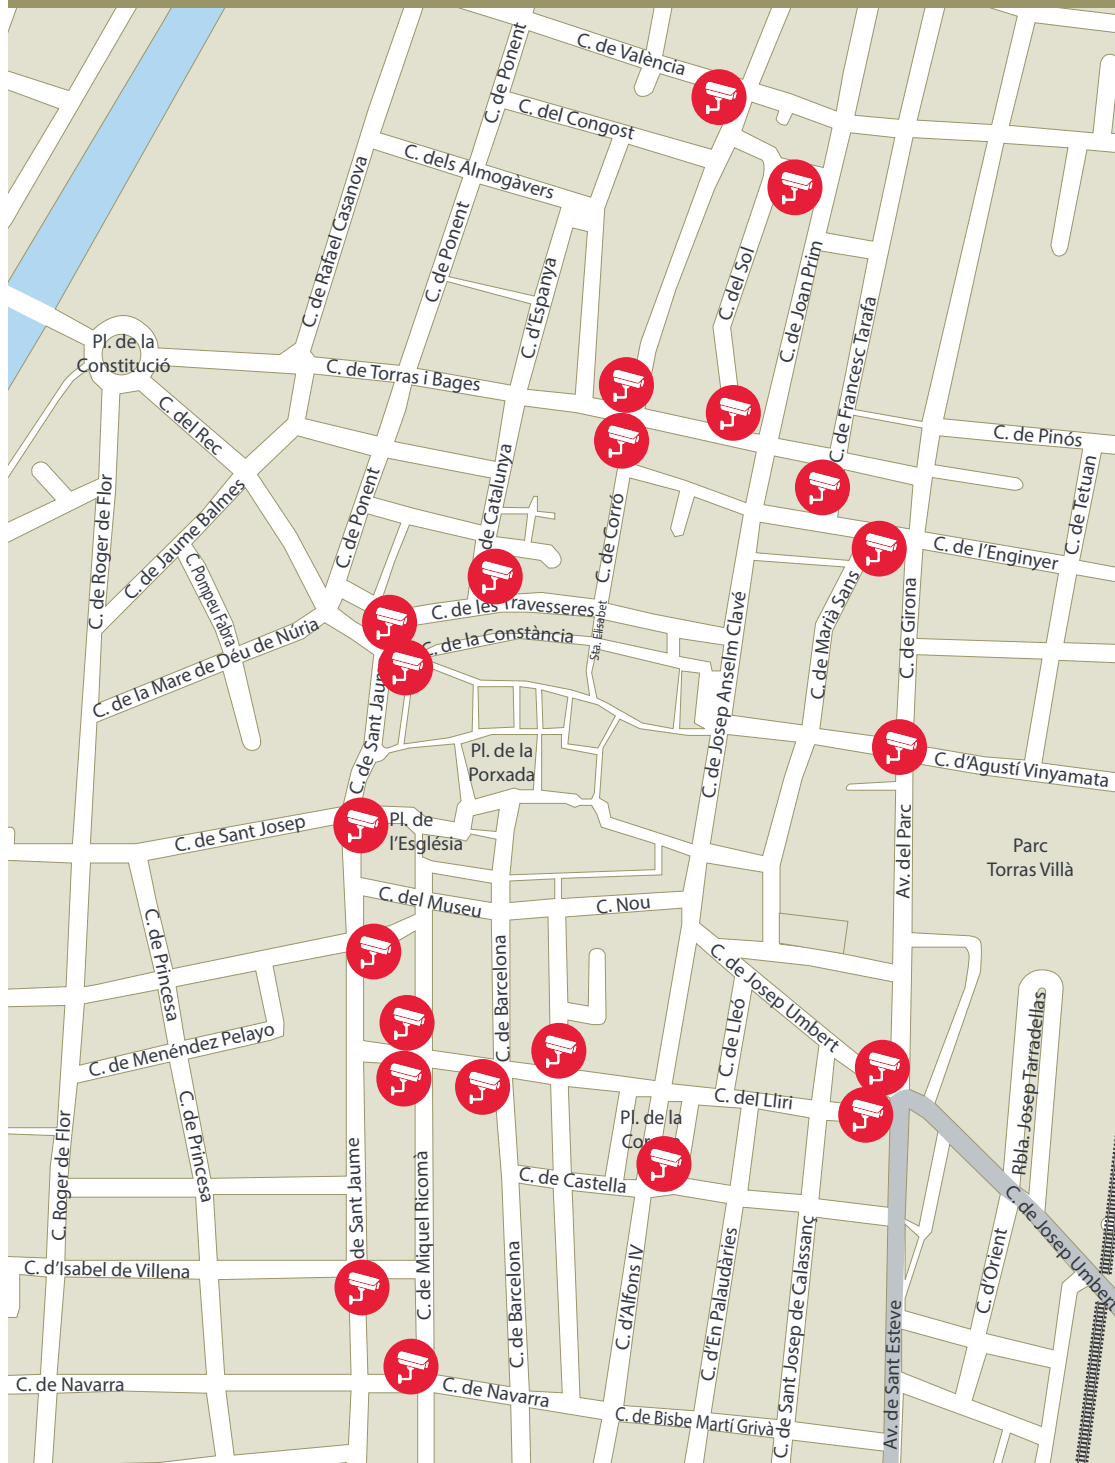 C. de València
C. de Ponent
C. del Congost
C. dels Almogàvers
C. de Rafael Casanova
C. de Ponent
C. d'Espanya
C. del Sol
C. de Joan Prim
C. de Francesc Tarafa
Pl. de la
Constitució
C. de Torras i Bages
C. del Rec
C. de Pinós
C. de Roger de Flor
C. de Jaume Balmes
C. de Ponent
de Catalunya
C. de Corró
C. de Tetuan
C. de l'Enginyer
C. Pompeu Fabra
C. de les Travesseres
Sta. Elisabet
C. de la Constància
C. de Marià Sans
C. de Girona
C. de la Mare de Déu de Núria
C. de Josep Anselm Clavé
C. de Sant Jaum
Pl. de la
Porxada
C. d'Agustí Vinyamata
C. de Sant Josep
Pl. de
l'Església
Av. del Parc
Parc
Torras Villà
C. del Museu
C. Nou
C. de Princesa
C. de Barcelona
C. de Josep Umbert
C. de Lleó
C. de Menéndez Pelayo
Rbla. Josep Tarradellas
C. de Princesa
C. del Lliri
Pl. de la
C. Roger de Flor
de Sant Jaume
C. de Castella
C. de Josep Umbert
C. d'Isabel de Villena
C. de Miquel Ricomà
C. de Barcelona
C. d'Alfons IV
C. d'En Palaudàries
C. de Sant Josep de Calassanç
C. d'Orient
Av. de Sant Esteve
C. de Navarra
C. de Navarra
C. de Bisbe Martí Grivà